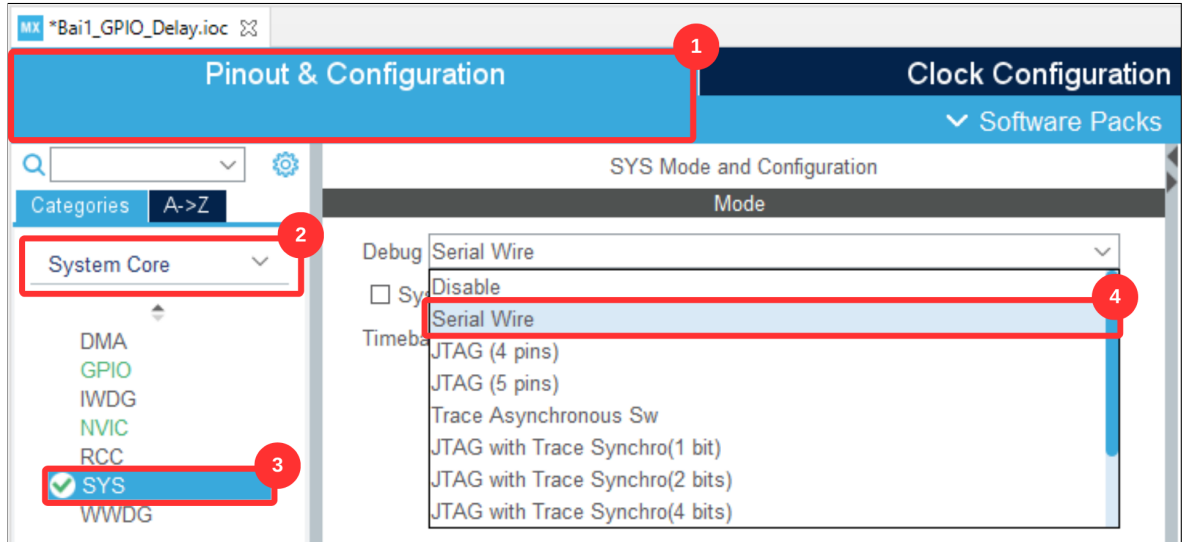 MX *Bai1_GPIO_Delay.ioc
1
Pinout & Configuration
Clock Configuration
Software Packs
SYS Mode and Configuration
Categories A->Z
Mode
2
System Core
Debug Serial Wire
Disable
4
Serial Wire
JTAG (4 pins)
JTAG (5 pins)
Trace Asynchronous Sw
JTAG with Trace Synchro(1 bit)
JTAG with Trace Synchro(2 bits)
JTAG with Trace Synchro(4 bits)
DMA
GPIO
IWDG
NVIC
RCC
3
SYS
WWDG